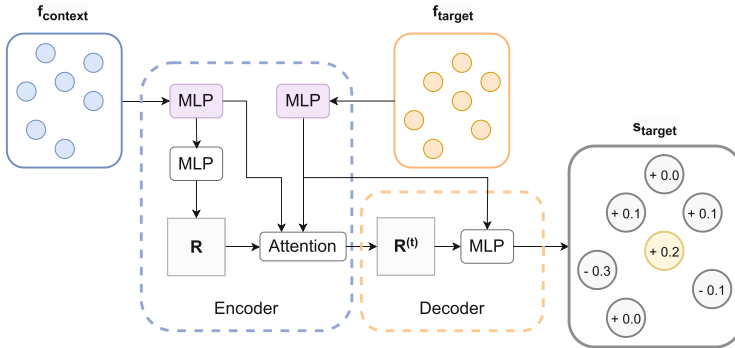 f_context
f_target
MLP
MLP
MLP
s_target
+ 0.0
+ 0.1
+ 0.1
R
Attention
R^(t)
MLP
+ 0.2
- 0.3
- 0.1
+ 0.0
Encoder
Decoder